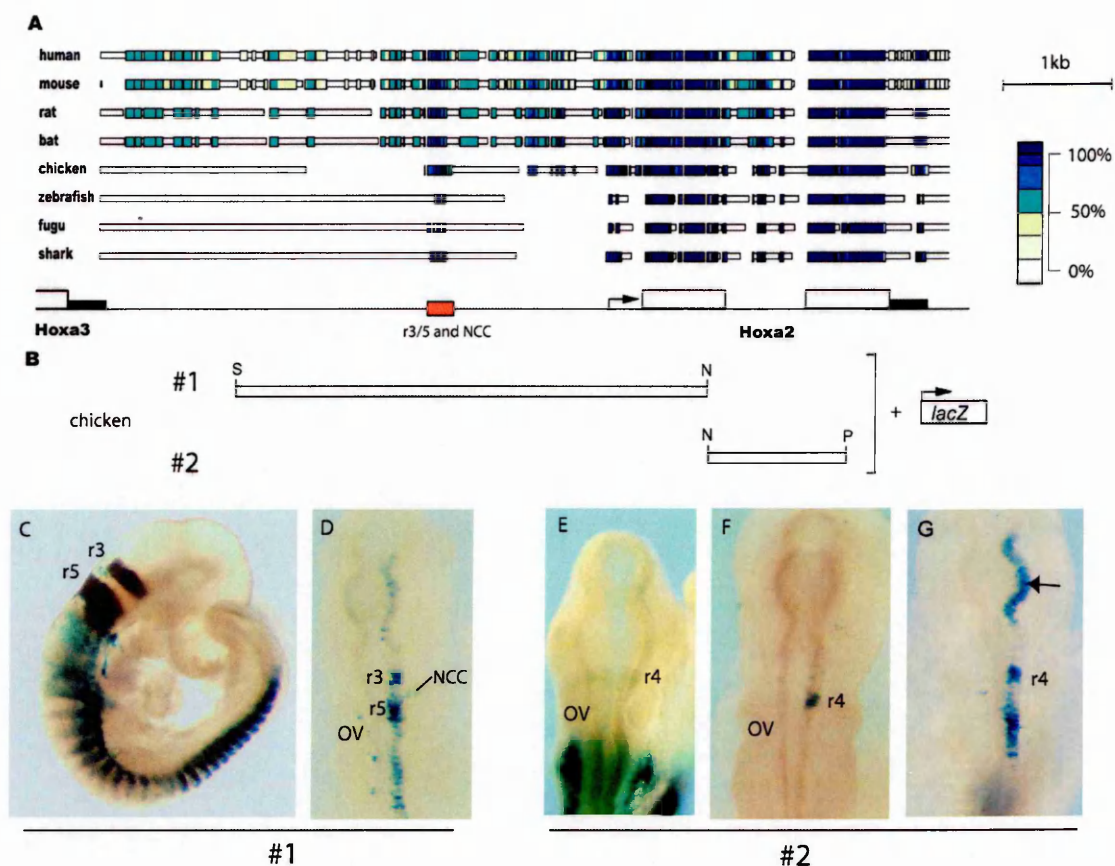 A
human
mouse
rat
bat
chicken
zebrafish
fugu
shark
1kb
100%
50%
0%
Hoxa3
r3/5 and NCC
Hoxa2
B
#1
S
N
chicken
#2
N
P
+
lacZ
C
r3
r5
D
r3
NCC
r5
OV
E
r4
OV
F
r4
OV
G
r4
#1
#2